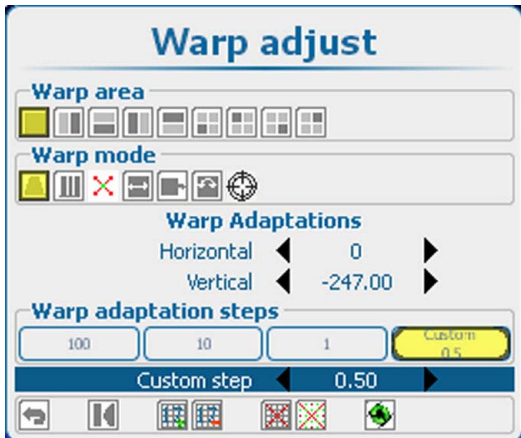 Warp adjust
Warp area
Warp mode
Warp Adaptations
Horizontal 0
Vertical -247.00
Warp adaptation steps
100 10 1 Custom
0.5
Custom step 0.50